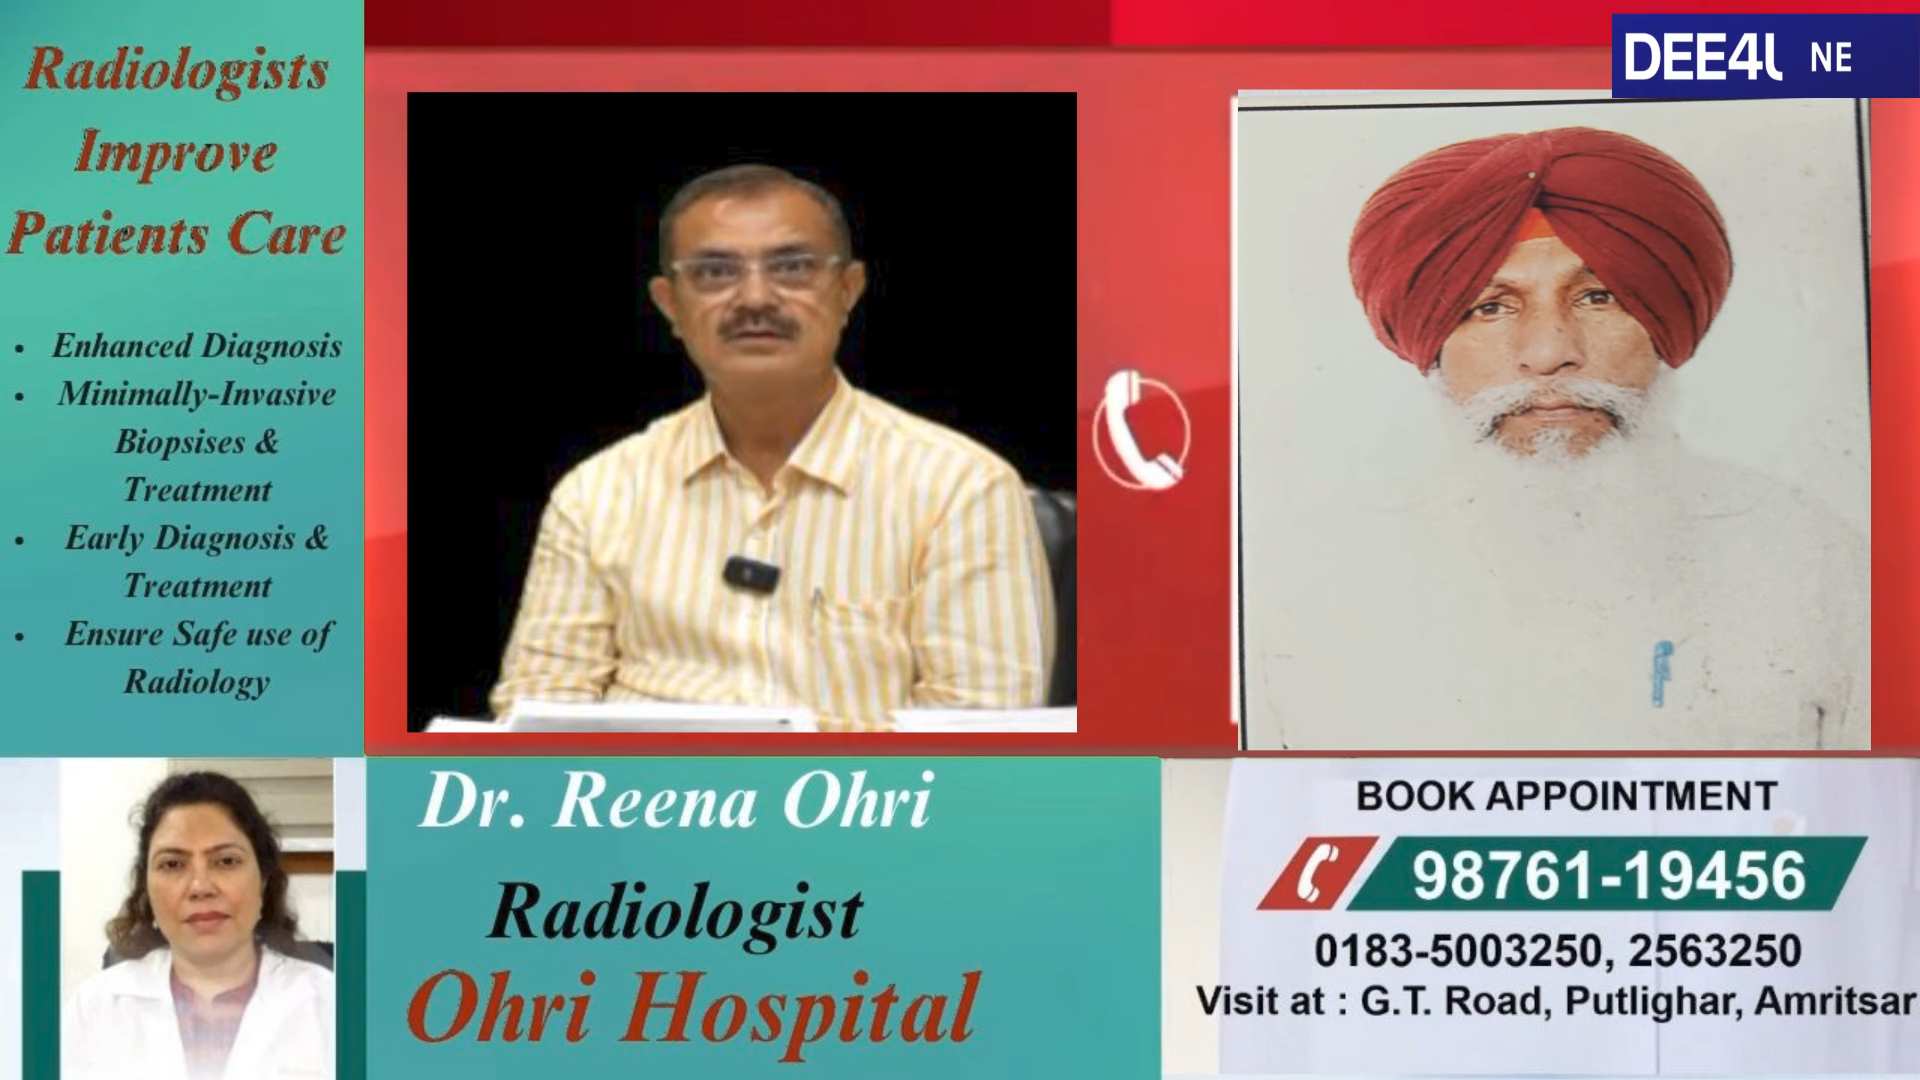 Radiologists
Improve
Patients Care
• Enhanced Diagnosis
• Minimally-Invasive
Biopsises &
Treatment
• Early Diagnosis &
Treatment
• Ensure Safe use of
Radiology
DEE4L NE
Dr. Reena Ohri
Radiologist
Ohri Hospital
BOOK APPOINTMENT
98761-19456
0183-5003250, 2563250
Visit at : G.T. Road, Putlighar, Amritsar